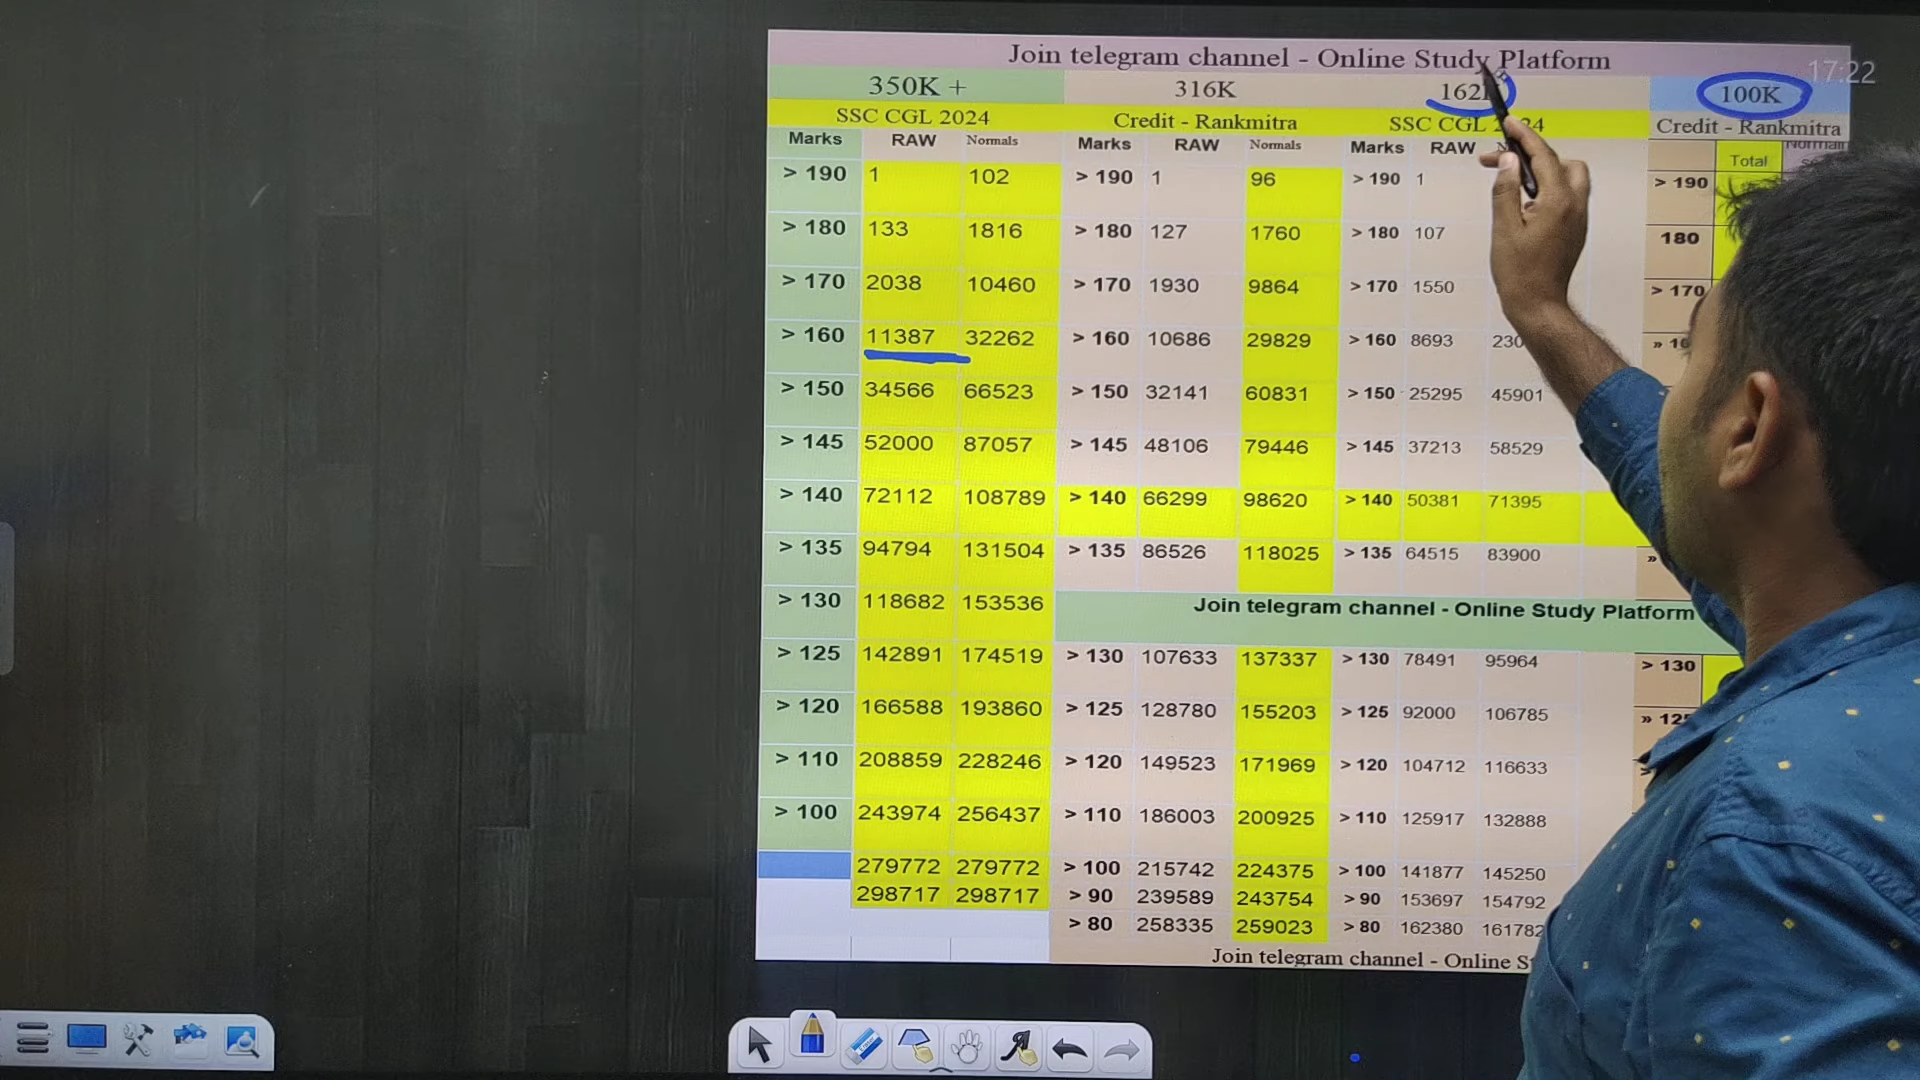 Join telegram channel - Online Study Platform
17:22
350K + 316K 100K
SSC CGL 2024 Credit - Rankmitra SSC CGL Credit - Rankmitra
Marks RAW Normals Marks RAW Normals Marks RAW Total
> 190 1 102 > 190 1 96 > 190 1 > 190
> 180 133 1816 > 180 127 1760 > 180 107 180
> 170 2038 10460 > 170 1930 9864 > 170 1550 > 170
> 160 11387 32262 > 160 10686 29829 > 160 8693
> 150 34566 66523 > 150 32141 60831 > 150 25295 45901
> 145 52000 87057 > 145 48106 79446 > 145 37213 58529
> 140 72112 108789 > 140 66299 98620 > 140 50381 71395
> 135 94794 131504 > 135 86526 118025 > 135 64515 83900
> 130 118682 153536 Join telegram channel - Online Study Platform
> 125 142891 174519 > 130 107633 137337 > 130 78491 95964 > 130
> 120 166588 193860 > 125 128780 155203 > 125 92000 106785 » 125
> 110 208859 228246 > 120 149523 171969 > 120 104712 116633
> 100 243974 256437 > 110 186003 200925 > 110 125917 132888
279772 279772 > 100 215742 224375 > 100 141877 145250
298717 298717 > 90 239589 243754 > 90 153697 154792
> 80 258335 259023 > 80 162380 161782
Join telegram channel - Online